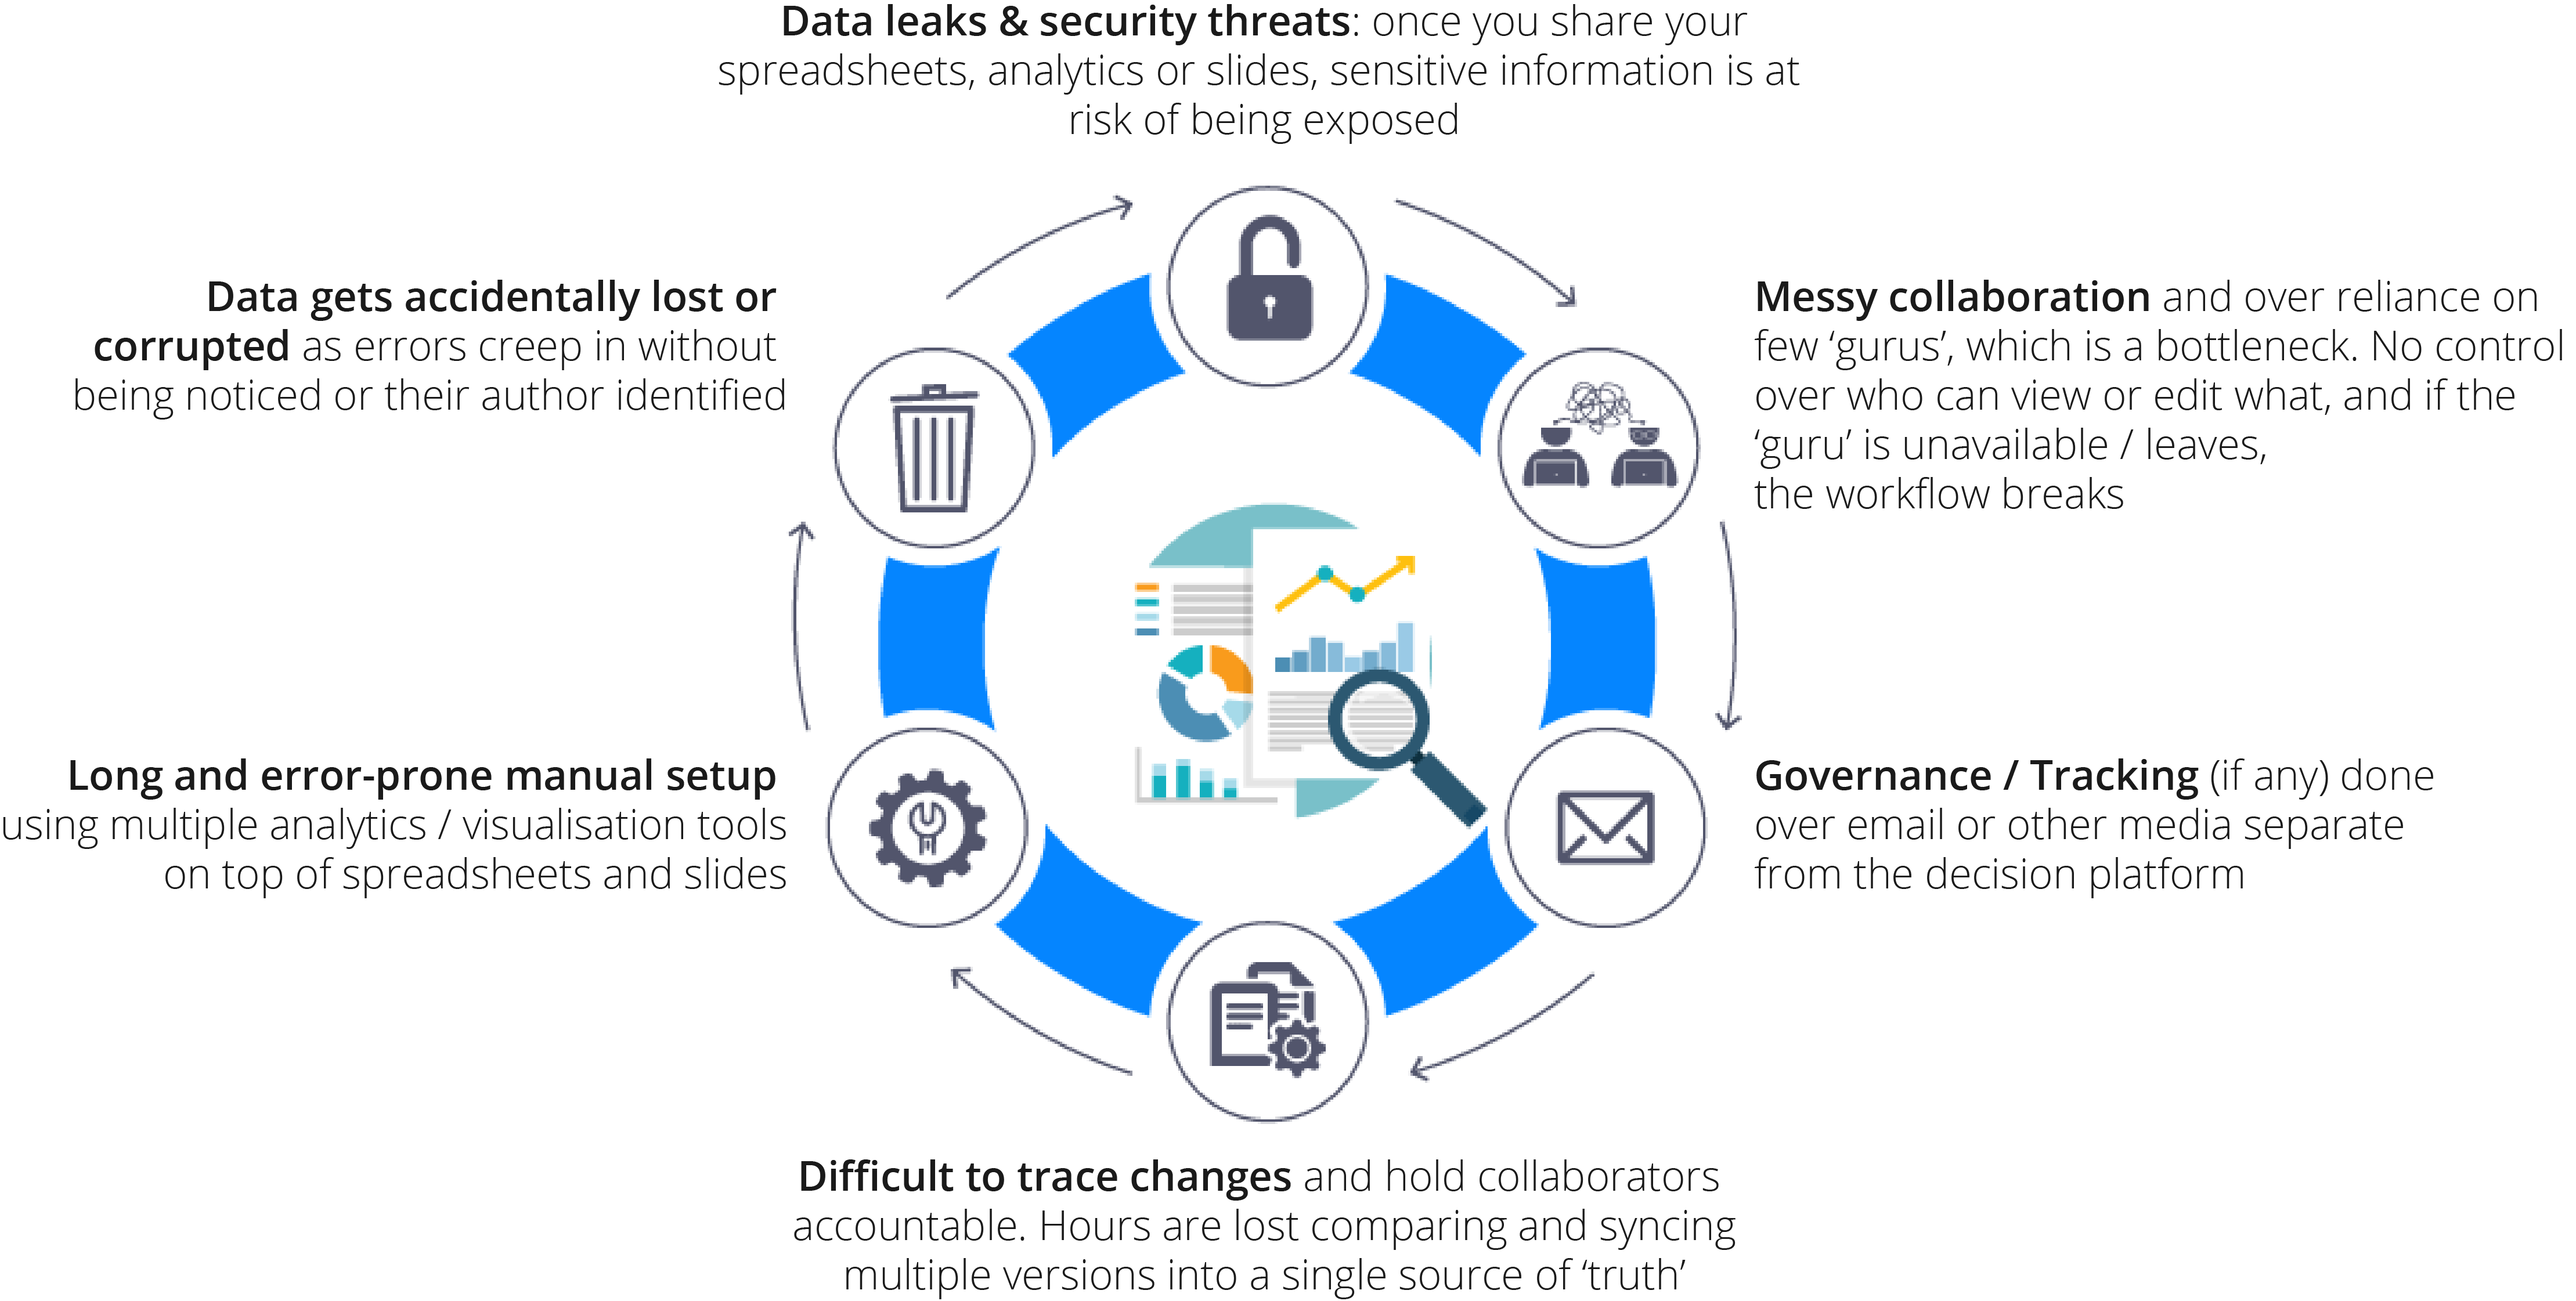 Data leaks & security threats: once you share your
spreadsheets, analytics or slides, sensitive information is at
risk of being exposed
Messy collaboration and over reliance on
few ‘gurus’, which is a bottleneck. No control
over who can view or edit what, and if the
‘guru’ is unavailable / leaves,
the workflow breaks
Governance / Tracking (if any) done
over email or other media separate
from the decision platform
Difficult to trace changes and hold collaborators
accountable. Hours are lost comparing and syncing
multiple versions into a single source of ‘truth’
Long and error-prone manual setup
using multiple analytics / visualisation tools
on top of spreadsheets and slides
Data gets accidentally lost or
corrupted as errors creep in without
being noticed or their author identified